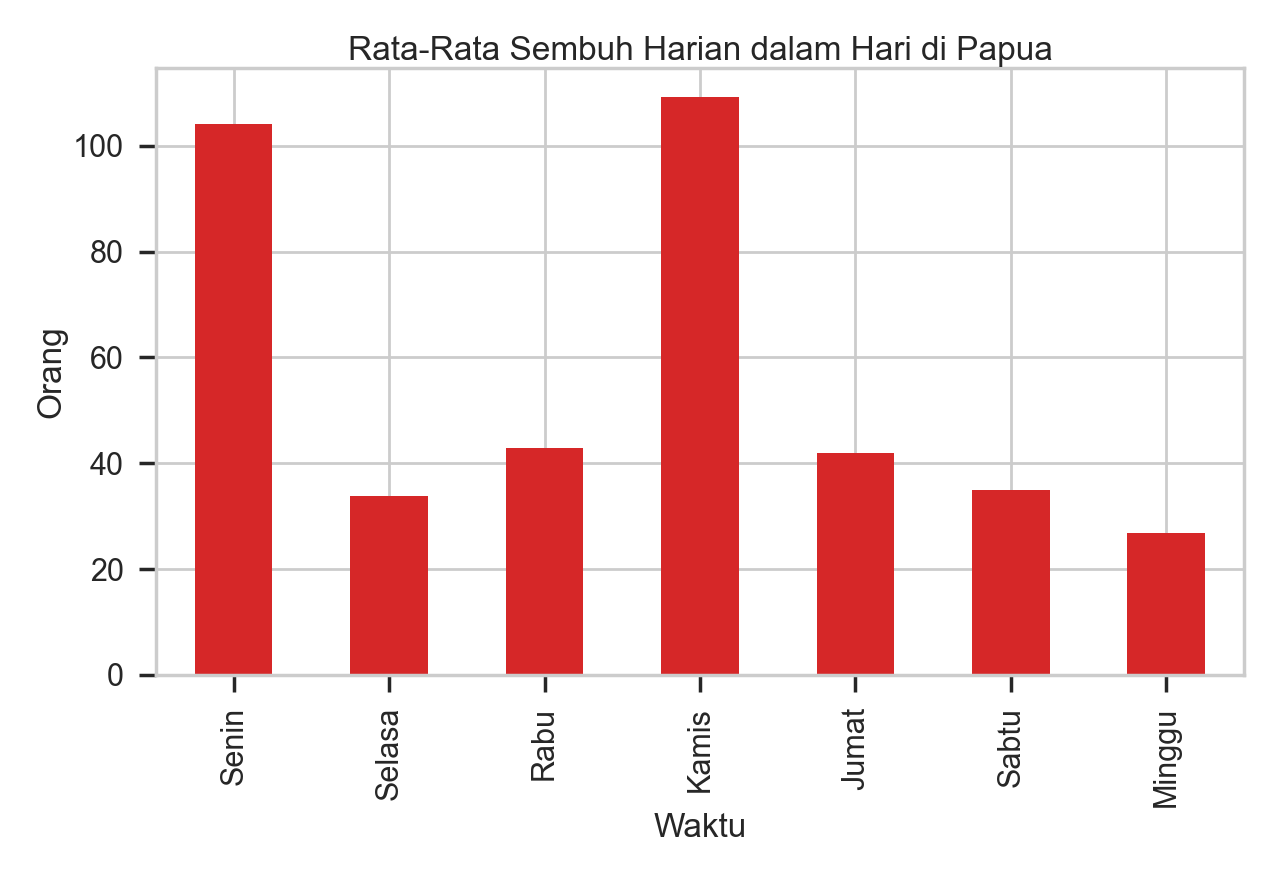 Rata-Rata Sembuh Harian dalam Hari di Papua
100
80
60
40
20
0
Orang
Senin
Selasa
Rabu
Kamis
Jumat
Sabtu
Minggu
Waktu